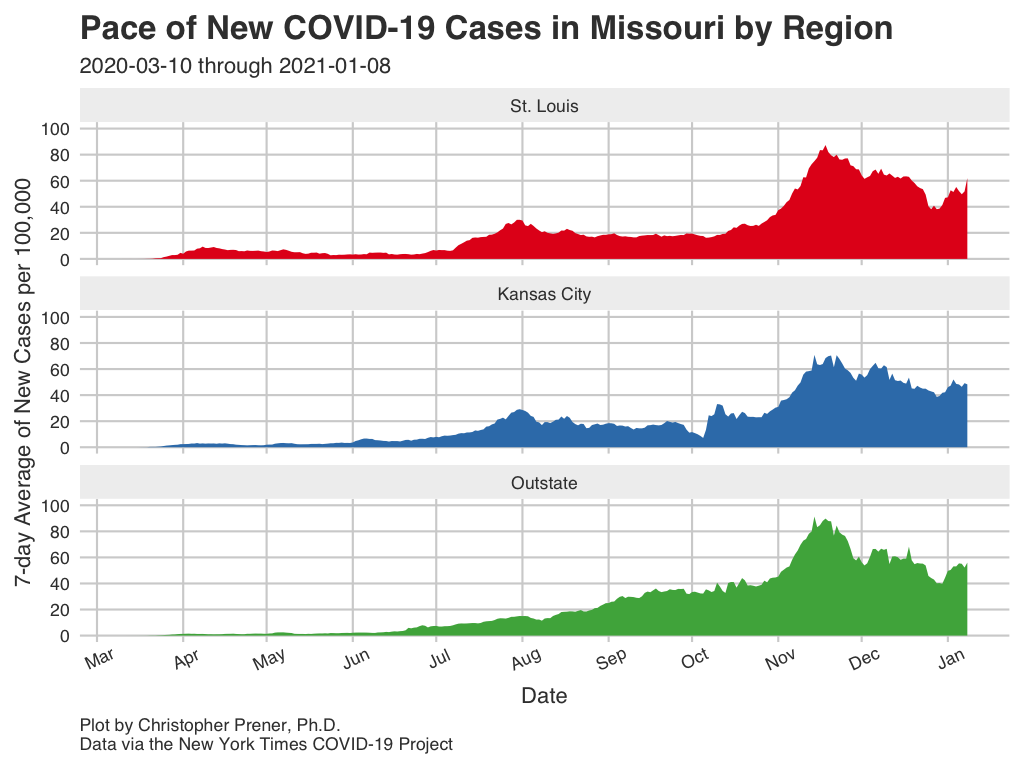 Pace of New COVID-19 Cases in Missouri by Region
2020-03-10 through 2021-01-08
St. Louis
100
80
60
40
20
0
Kansas City
100
80
60
40
20
0
Outstate
100
80
60
40
20
0
7-day Average of New Cases per 100,000
Mar Apr May Jun Jul Aug Sep Oct Nov Dec Jan
Date
Plot by Christopher Prener, Ph.D.
Data via the New York Times COVID-19 Project